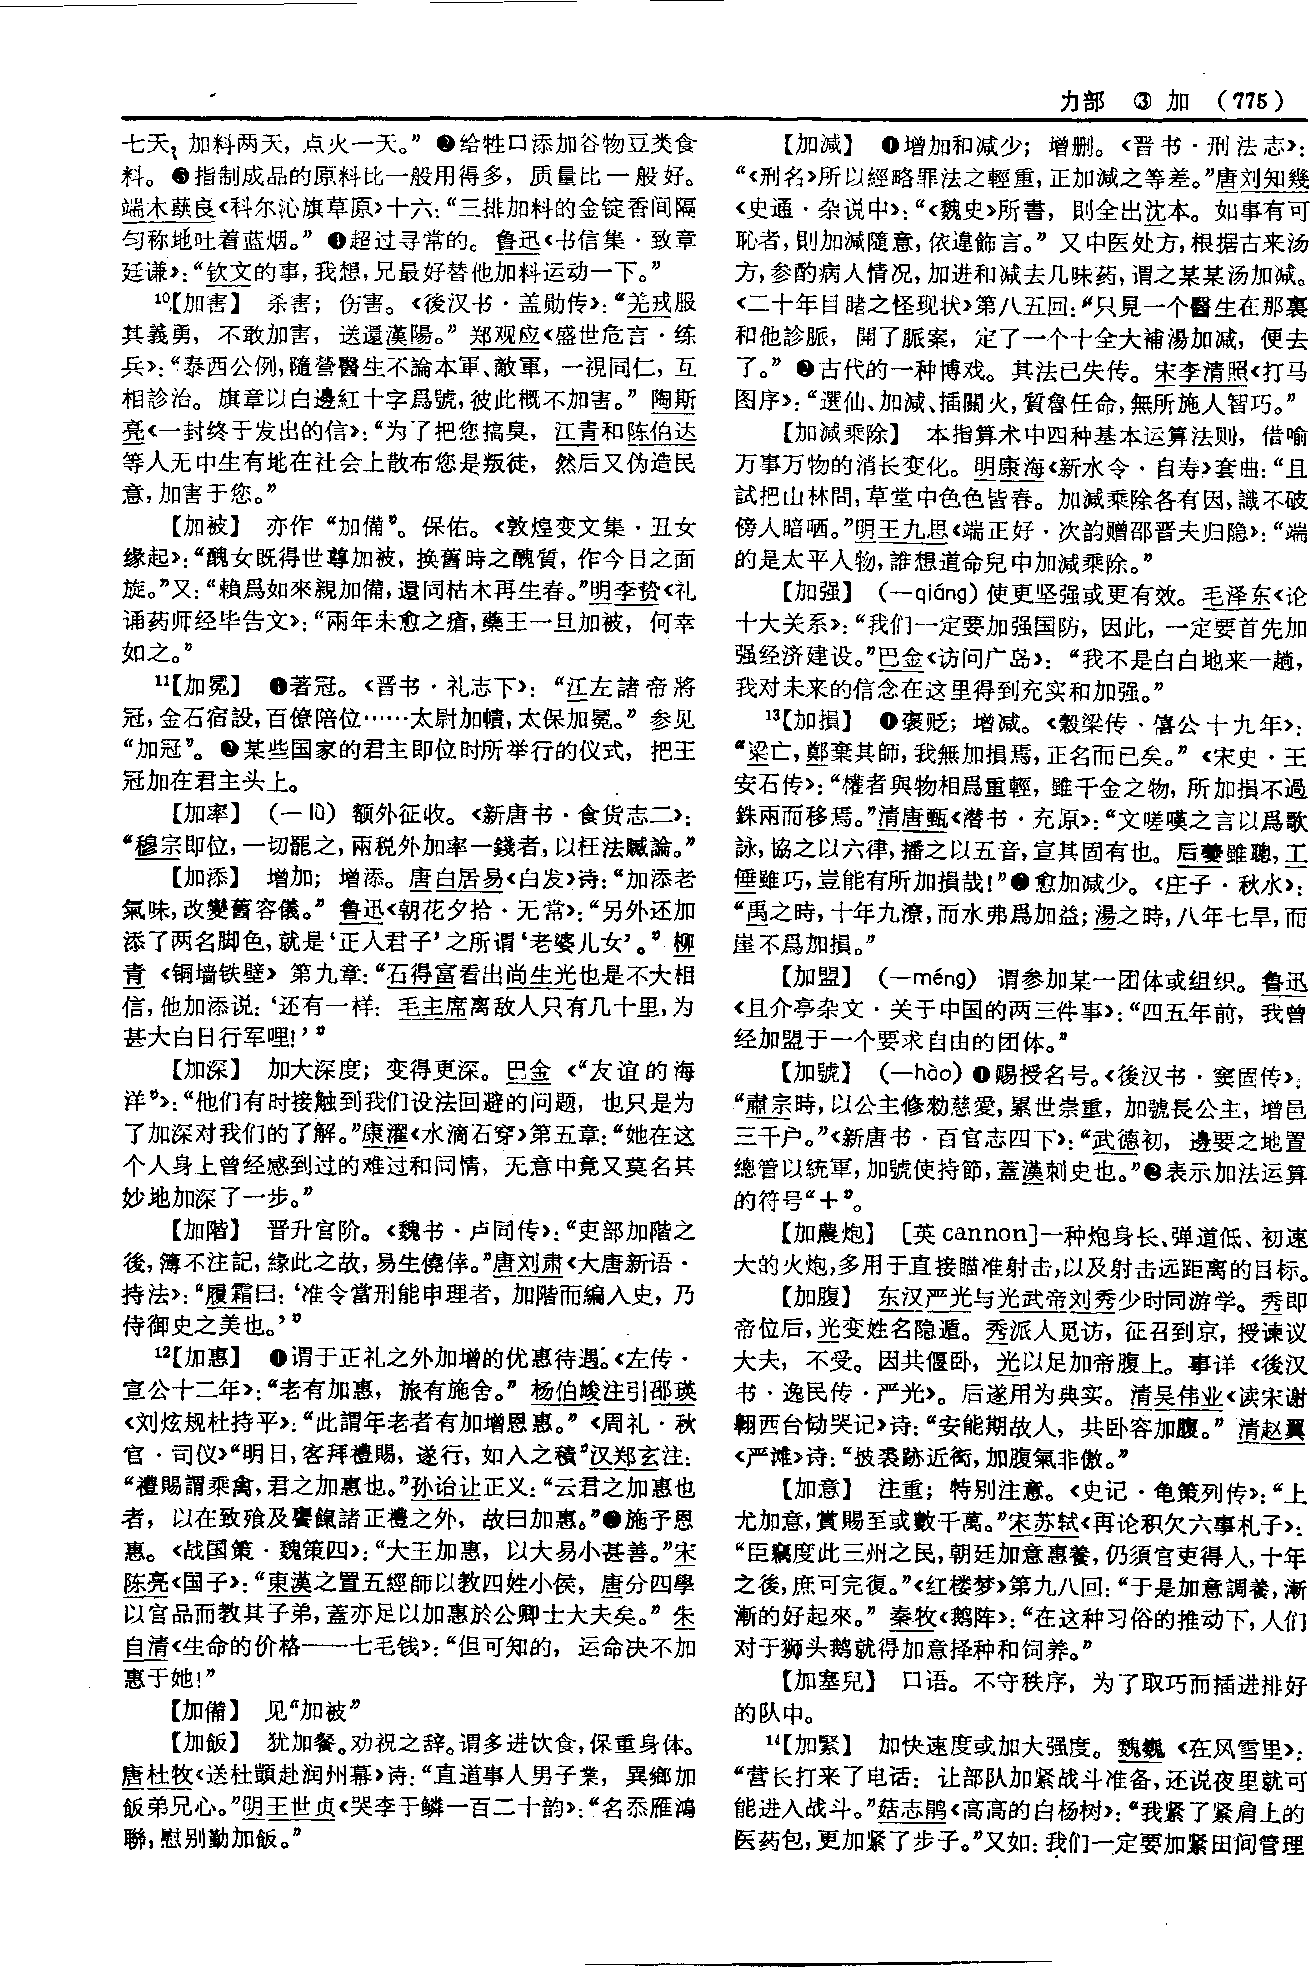 力部 ③ 加 （775）
七天，加料两天，点火一天。”❷给牲口添加谷物豆类食
料。❸指制成品的原料比一般用得多，质量比一般好。
端木蕻良《科尔沁旗草原》十六：“三排加料的金锭香间隔
匀称地吐着蓝烟。”❹超过寻常的。鲁迅《书信集·致章
廷谦》：“钦文的事，我想，兄最好替他加料运动一下。”
10【加害】 杀害；伤害。《後汉书·盖勋传》：“羌戎服
其義勇，不敢加害，送還漢陽。”郑观应《盛世危言·练
兵》：“泰西公例，隨營醫生不論本軍、敵軍，一視同仁，互
相診治。旗章以白邊紅十字爲號，彼此概不加害。”陶斯
亮《一封终于发出的信》：“为了把您搞臭，江青和陈伯达
等人无中生有地在社会上散布您是叛徒，然后又伪造民
意，加害于您。”
【加被】 亦作“加備”。保佑。《敦煌变文集·丑女
缘起》：“醜女既得世尊加被，换舊時之醜質，作今日之面
旋。”又：“賴爲如來親加備，還同枯木再生春。”明李贽《礼
诵药师经毕告文》：“兩年未愈之瘡，藥王一旦加被，何幸
如之。”
11【加冕】 ❶著冠。《晋书·礼志下》：“江左諸帝將
冠，金石宿設，百僚陪位……太尉加幘，太保加冕。”参见
“加冠”。❷某些国家的君主即位时所举行的仪式，把王
冠加在君主头上。
【加率】 （—lǜ）额外征收。《新唐书·食货志二》：
“穆宗即位，一切罷之，兩税外加率一錢者，以枉法贓論。”
【加添】 增加；增添。唐白居易《白发》诗：“加添老
氣味，改變舊容儀。”鲁迅《朝花夕拾·无常》：“另外还加
添了两名脚色，就是‘正人君子’之所谓‘老婆儿女’。”柳
青《铜墙铁壁》第九章：“石得富看出尚生光也是不大相
信，他加添说：‘还有一样：毛主席离敌人只有几十里，为
甚大白日行军哩！’”
【加深】 加大深度；变得更深。巴金《“友谊的海
洋”》：“他们有时接触到我们设法回避的问题，也只是为
了加深对我们的了解。”康濯《水滴石穿》第五章：“她在这
个人身上曾经感到过的难过和同情，无意中竟又莫名其
妙地加深了一步。”
【加階】 晋升官阶。《魏书·卢同传》：“吏部加階之
後，簿不注記，緣此之故，易生僥倖。”唐刘肃《大唐新语·
持法》：“履霜曰：‘准令當刑能申理者，加階而編入史，乃
侍御史之美也。’”
12【加惠】 ❶谓于正礼之外加增的优惠待遇。《左传·
宣公十二年》：“老有加惠，旅有施舍。”杨伯峻注引邵瑛
《刘炫规杜持平》：“此謂年老者有加增恩惠。”《周礼·秋
官·司仪》“明日，客拜禮賜，遂行，如入之積”汉郑玄注：
“禮賜謂乘禽，君之加惠也。”孙诒让正义：“云君之加惠也
者，以在致飧及饔餼諸正禮之外，故曰加惠。”❷施予恩
惠。《战国策·魏策四》：“大王加惠，以大易小甚善。”宋
陈亮《国子》：“東漢之置五經師以教四姓小侯，唐分四學
以官品而教其子弟，蓋亦足以加惠於公卿士大夫矣。”朱
自清《生命的价格——七毛钱》：“但可知的，运命决不加
惠于她！”
【加備】 见“加被”
【加飯】 犹加餐。劝祝之辞。谓多进饮食，保重身体。
唐杜牧《送杜顗赴润州幕》诗：“直道事人男子業，異鄉加
飯弟兄心。”明王世贞《哭李于鳞一百二十韵》：“名忝雁鴻
聯，慰别勤加飯。”
【加減】 ❶增加和减少；增删。《晋书·刑法志》：
“《刑名》所以經略罪法之輕重，正加減之等差。”唐刘知幾
《史通·杂说中》：“《魏史》所書，則全出沈本。如事有可
恥者，則加減隨意，依違飾言。”又中医处方，根据古来汤
方，参酌病人情况，加进和减去几味药，谓之某某汤加减。
《二十年目睹之怪现状》第八五回：“只見一个醫生在那裏
和他診脈，開了脈案，定了一个十全大補湯加減，便去
了。”❷古代的一种博戏。其法已失传。宋李清照《打马
图序》：“選仙、加減、插關火，質魯任命，無所施人智巧。”
【加減乘除】 本指算术中四种基本运算法则，借喻
万事万物的消长变化。明康海《新水令·自寿》套曲：“且
試把山林問，草堂中色色皆春。加減乘除各有因，識不破
傍人暗哂。”明王九思《端正好·次韵赠邵晋夫归隐》：“端
的是太平人物，誰想道命兒中加減乘除。”
【加强】 （—qiáng）使更坚强或更有效。毛泽东《论
十大关系》：“我们一定要加强国防，因此，一定要首先加
强经济建设。”巴金《访问广岛》：“我不是白白地来一趟，
我对未来的信念在这里得到充实和加强。”
13【加損】 ❶褒贬；增减。《穀梁传·僖公十九年》：
“梁亡，鄭棄其師，我無加損焉，正名而已矣。”《宋史·王
安石传》：“權者與物相爲重輕，雖千金之物，所加損不過
銖兩而移焉。”清唐甄《潜书·充原》：“文嗟嘆之言以爲歌
詠，協之以六律，播之以五音，宣其固有也。后夔雖聰，工
倕雖巧，豈能有所加損哉！”❷愈加减少。《庄子·秋水》：
“禹之時，十年九潦，而水弗爲加益；湯之時，八年七旱，而
崖不爲加損。”
【加盟】 （—méng） 谓参加某一团体或组织。鲁迅
《且介亭杂文·关于中国的两三件事》：“四五年前，我曾
经加盟于一个要求自由的团体。”
【加號】 （—hào）❶赐授名号。《後汉书·窦固传》：
“肅宗時，以公主修勑慈愛，累世崇重，加號長公主，增邑
三千户。”《新唐书·百官志四下》：“武德初，邊要之地置
總管以統軍，加號使持節，蓋漢刺史也。”❷表示加法运算
的符号“＋”。
【加農炮】 ［英 cannon］一种炮身长、弹道低、初速
大的火炮，多用于直接瞄准射击，以及射击远距离的目标。
【加腹】 东汉严光与光武帝刘秀少时同游学。秀即
帝位后，光变姓名隐遁。秀派人觅访，征召到京，授谏议
大夫，不受。因共偃卧，光以足加帝腹上。事详《後汉
书·逸民传·严光》。后遂用为典实。清吴伟业《读宋谢
翱西台恸哭记》诗：“安能期故人，共卧容加腹。”清赵翼
《严滩》诗：“披裘跡近衒，加腹氣非傲。”
【加意】 注重；特别注意。《史记·龟策列传》：“上
尤加意，賞賜至或數千萬。”宋苏轼《再论积欠六事札子》：
“臣竊度此三州之民，朝廷加意惠養，仍須官吏得人，十年
之後，庶可完復。”《红楼梦》第九八回：“于是加意調養，漸
漸的好起來。”秦牧《鹅阵》：“在这种习俗的推动下，人们
对于狮头鹅就得加意择种和饲养。”
【加塞兒】 口语。不守秩序，为了取巧而插进排好
的队中。
14【加緊】 加快速度或加大强度。魏巍《在风雪里》：
“营长打来了电话：让部队加紧战斗准备，还说夜里就可
能进入战斗。”菇志鹃《高高的白杨树》：“我紧了紧肩上的
医药包，更加紧了步子。”又如：我们一定要加紧田间管理